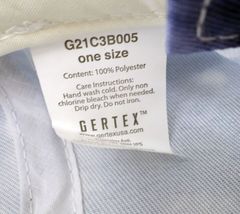 G21C3B005
one size
Content: 100% Polyester
Care Instructions:
Hand wash cold. Only non
chlorine bleach when needed.
Drip dry. Do not iron.
GERTEX™
www.gertexusa.com